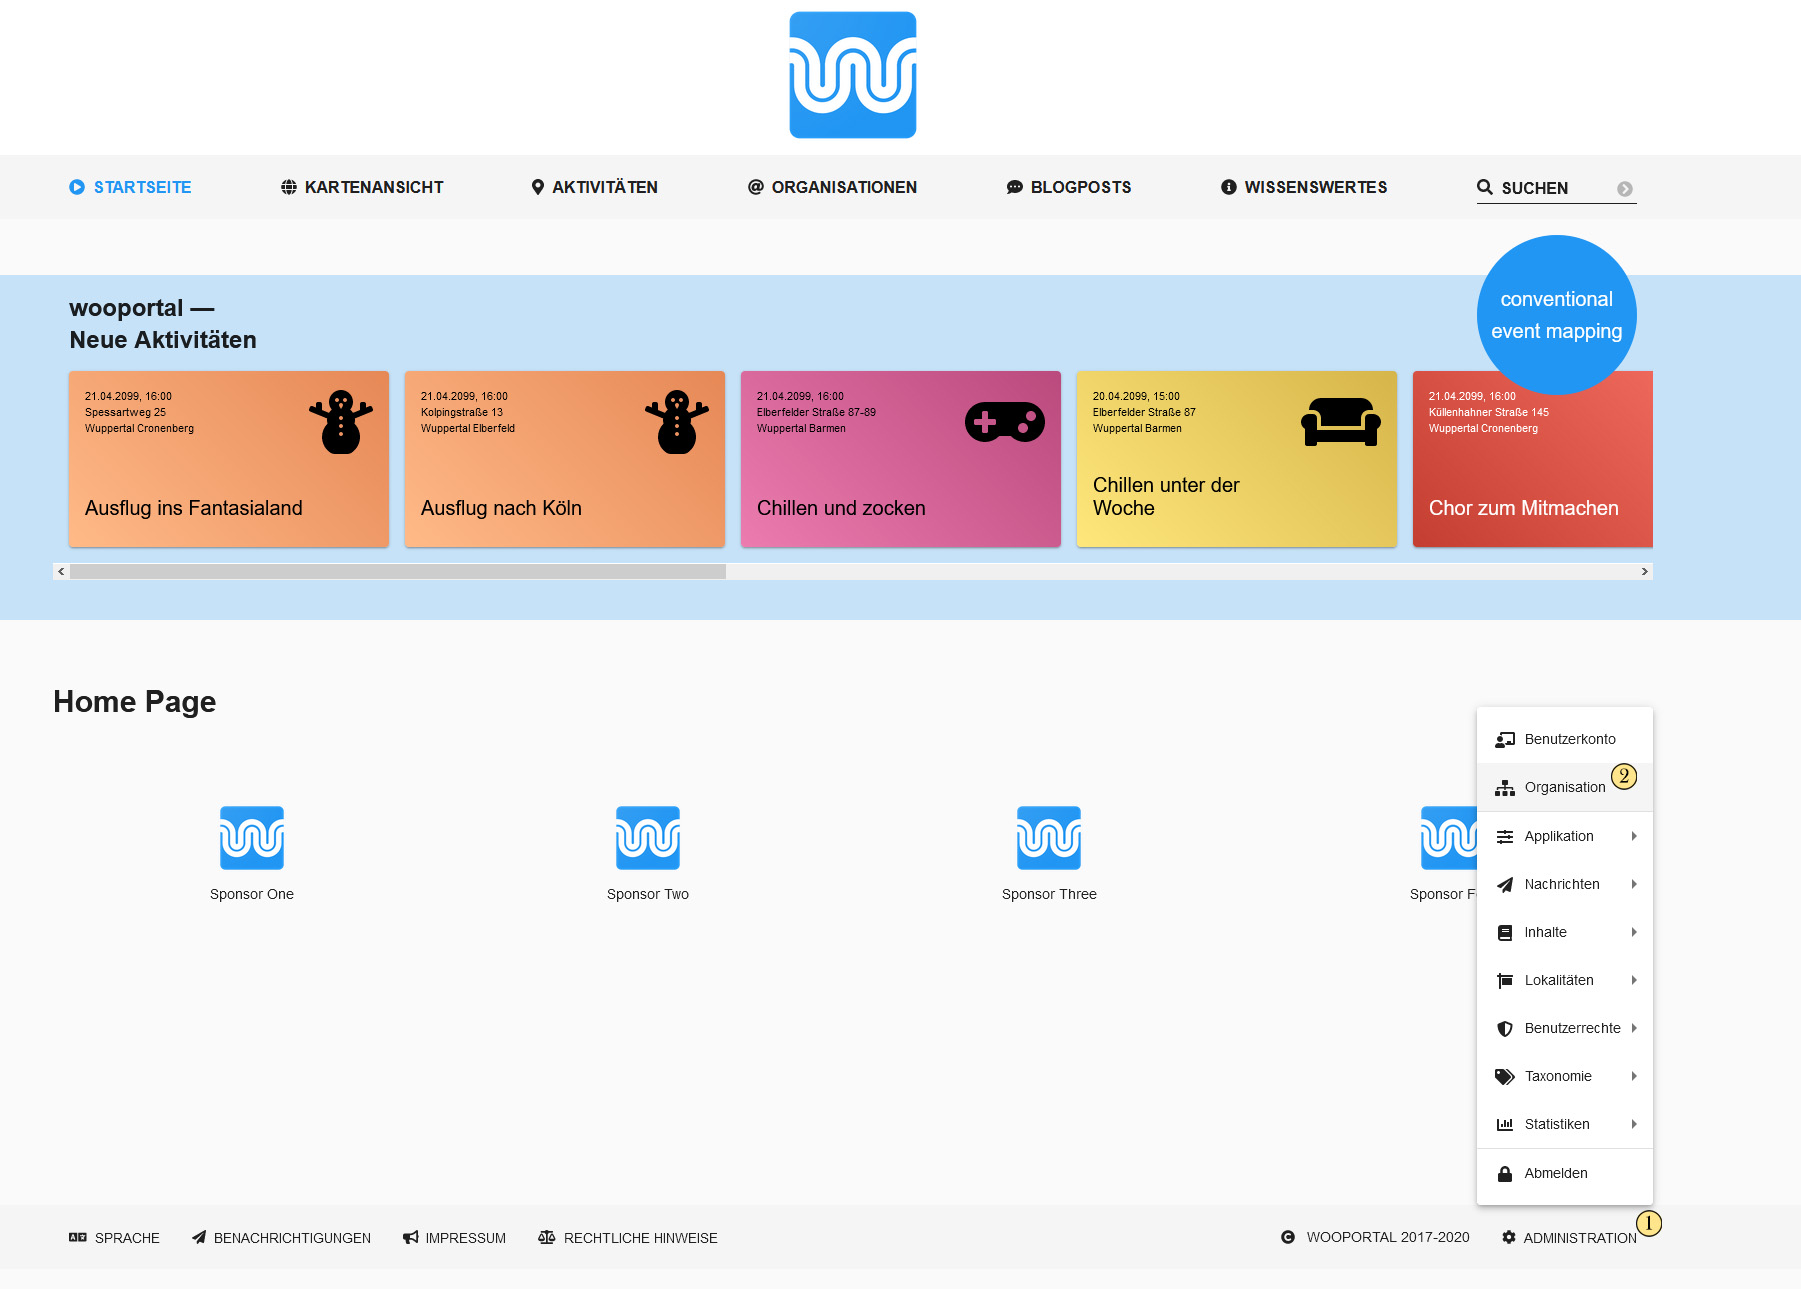 STARTSEITE
KARTENANSICHT
AKTIVITÄTEN
ORGANISATIONEN
BLOGPOSTS
WISSENSWERTES
SUCHEN
conventional
event mapping
wooportal —
Neue Aktivitäten
21.04.2099, 16:00
Spessartweg 25
Wuppertal Cronenberg
Ausflug ins Fantasialand
21.04.2099, 16:00
Kolpingstraße 13
Wuppertal Elberfeld
Ausflug nach Köln
21.04.2099, 16:00
Elberfelder Straße 87-89
Wuppertal Barmen
Chillen und zocken
20.04.2099, 15:00
Elberfelder Straße 87
Wuppertal Barmen
Chillen unter der
Woche
21.04.2099, 16:00
Küllenhahner Straße 145
Wuppertal Cronenberg
Chor zum Mitmachen
Home Page
Sponsor One
Sponsor Two
Sponsor Three
Sponsor
Benutzerkonto
Organisation
2
Applikation
Nachrichten
Inhalte
Lokalitäten
Benutzerrechte
Taxonomie
Statistiken
Abmelden
SPRACHE
BENACHRICHTIGUNGEN
IMPRESSUM
RECHTLICHE HINWEISE
WOOPORTAL 2017-2020
ADMINISTRATION
1